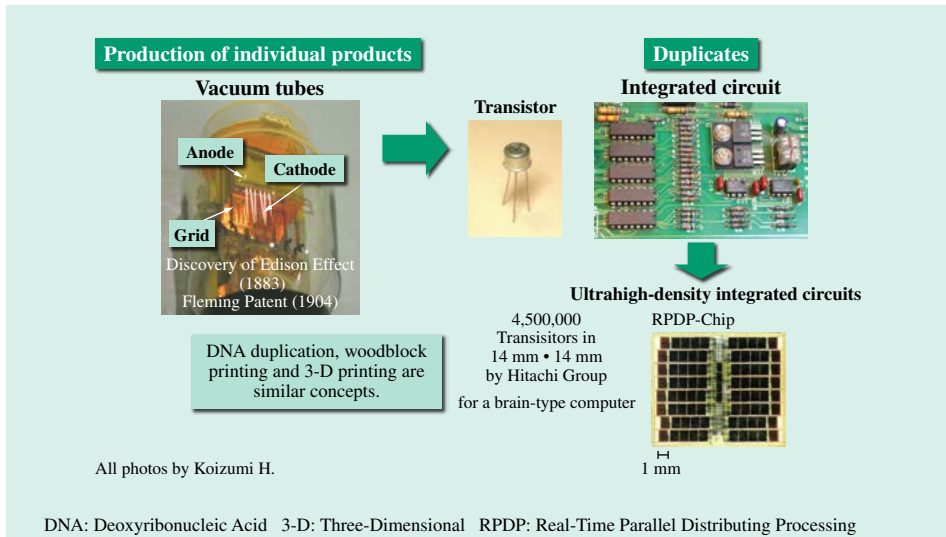 Production of individual products
Vacuum tubes
Anode
Cathode
Grid
Discovery of Edison Effect
(1883)
Fleming Patent (1904)
Transistor
Duplicates
Integrated circuit
Ultrahigh-density integrated circuits
4,500,000
Transisitors in
14 mm • 14 mm
by Hitachi Group
for a brain-type computer
RPDP-Chip
1 mm
DNA duplication, woodblock
printing and 3-D printing are
similar concepts.
All photos by Koizumi H.
DNA: Deoxyribonucleic Acid 3-D: Three-Dimensional RPDP: Real-Time Parallel Distributing Processing